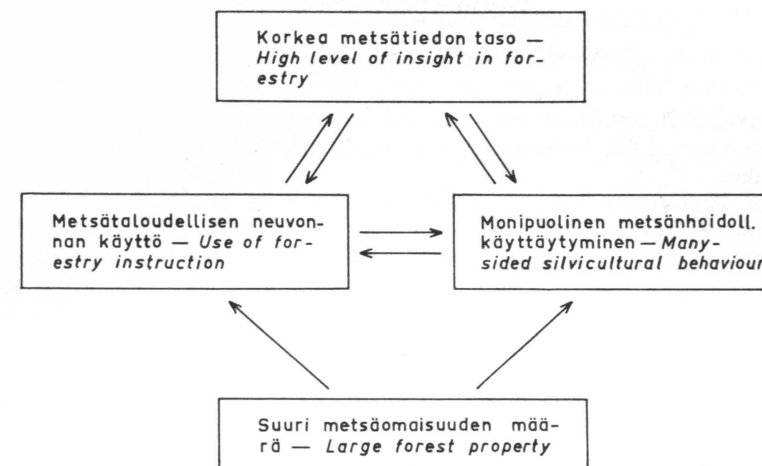 Korkea metsätiedon taso —
High level of insight in for-
estry
Metsätaloudellisen neuvon-
nan käyttö — Use of for-
estry instruction
Monipuolinen metsänhoidoll.
käyttäytyminen — Many-
sided silvicultural behaviour
Suuri metsäomaisuuden mää-
rä — Large forest property